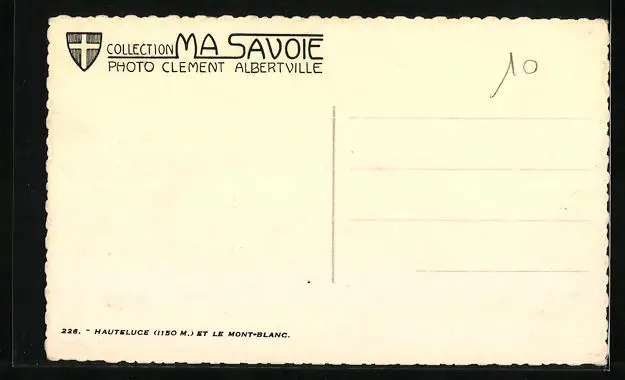 COLLECTION MA SAVOIE
PHOTO CLEMENT ALBERTVILLE
10
226. - HAUTELUCE (1150 M.) ET LE MONT-BLANC.